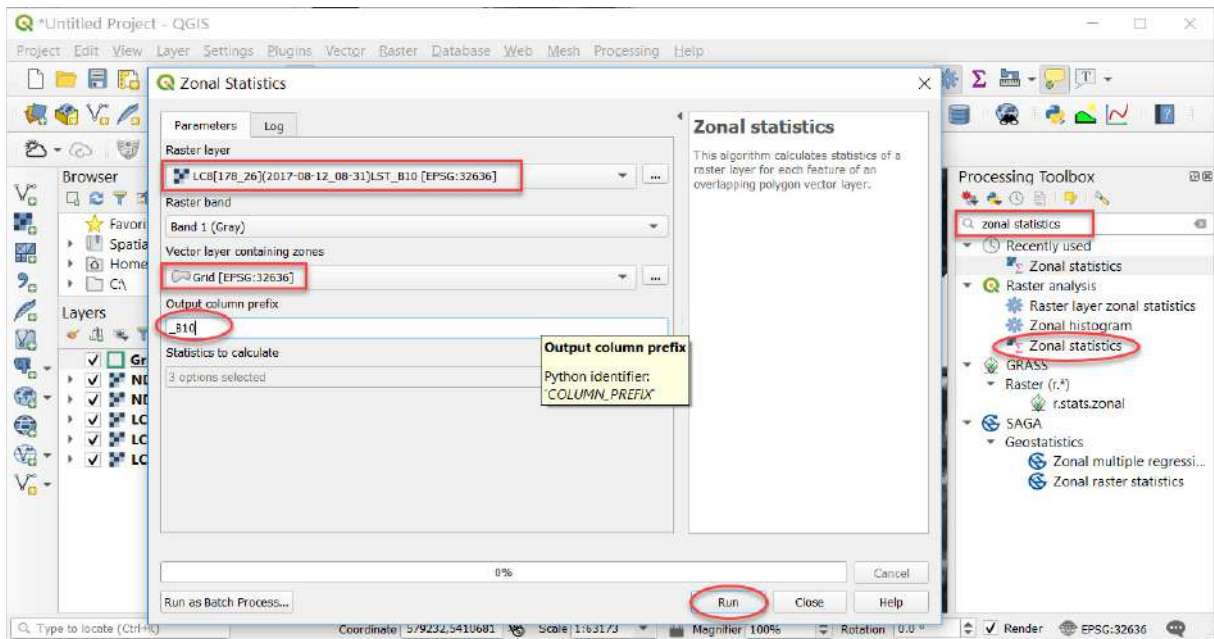 *Untitled Project - QGIS
Project Edit View Layer Settings Plugins Vector Raster Database Web Mesh Processing Help
Zonal Statistics
Parameters Log
Raster layer
LC8[178_26](2017-08-12_08-31)LST_B10 [EPSG:32636]
Raster band
Band 1 (Gray)
Vector layer containing zones
Grid [EPSG:32636]
Output column prefix
_B10
Statistics to calculate
3 options selected
Output column prefix
Python identifier:
'COLUMN_PREFIX'
0%
Cancel
Run as Batch Process...
Run Close Help
Zonal statistics
This algorithm calculates statistics of a
raster layer for each feature of an
overlapping polygon vector layer.
Browser
Favori
Spatia
Home
C:\
Layers
Gr
ND
ND
LC
LC
LC
Processing Toolbox
zonal statistics
Recently used
Zonal statistics
Raster analysis
Raster layer zonal statistics
Zonal histogram
Zonal statistics
GRASS
Raster (r.*)
r.stats.zonal
SAGA
Geostatistics
Zonal multiple regressi...
Zonal raster statistics
Type to locate (Ctrl+K) Coordinate 579232,5410681 Scale 1:63173 Magnifier 100% Rotation 0.0 ° Render EPSG:32636